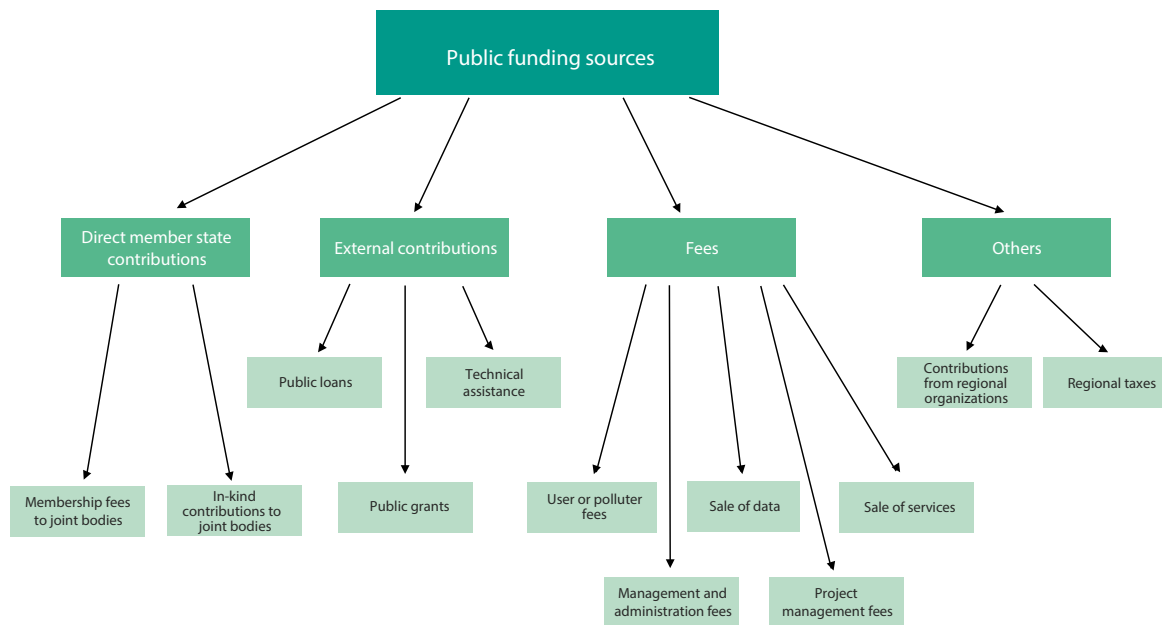 Public funding sources
Direct member state
contributions
External contributions
Fees
Others
Public loans
Technical
assistance
Contributions
from regional
organizations
Regional taxes
Membership fees
to joint bodies
In-kind
contributions to
joint bodies
Public grants
User or polluter
fees
Sale of data
Sale of services
Management and
administration fees
Project
management fees